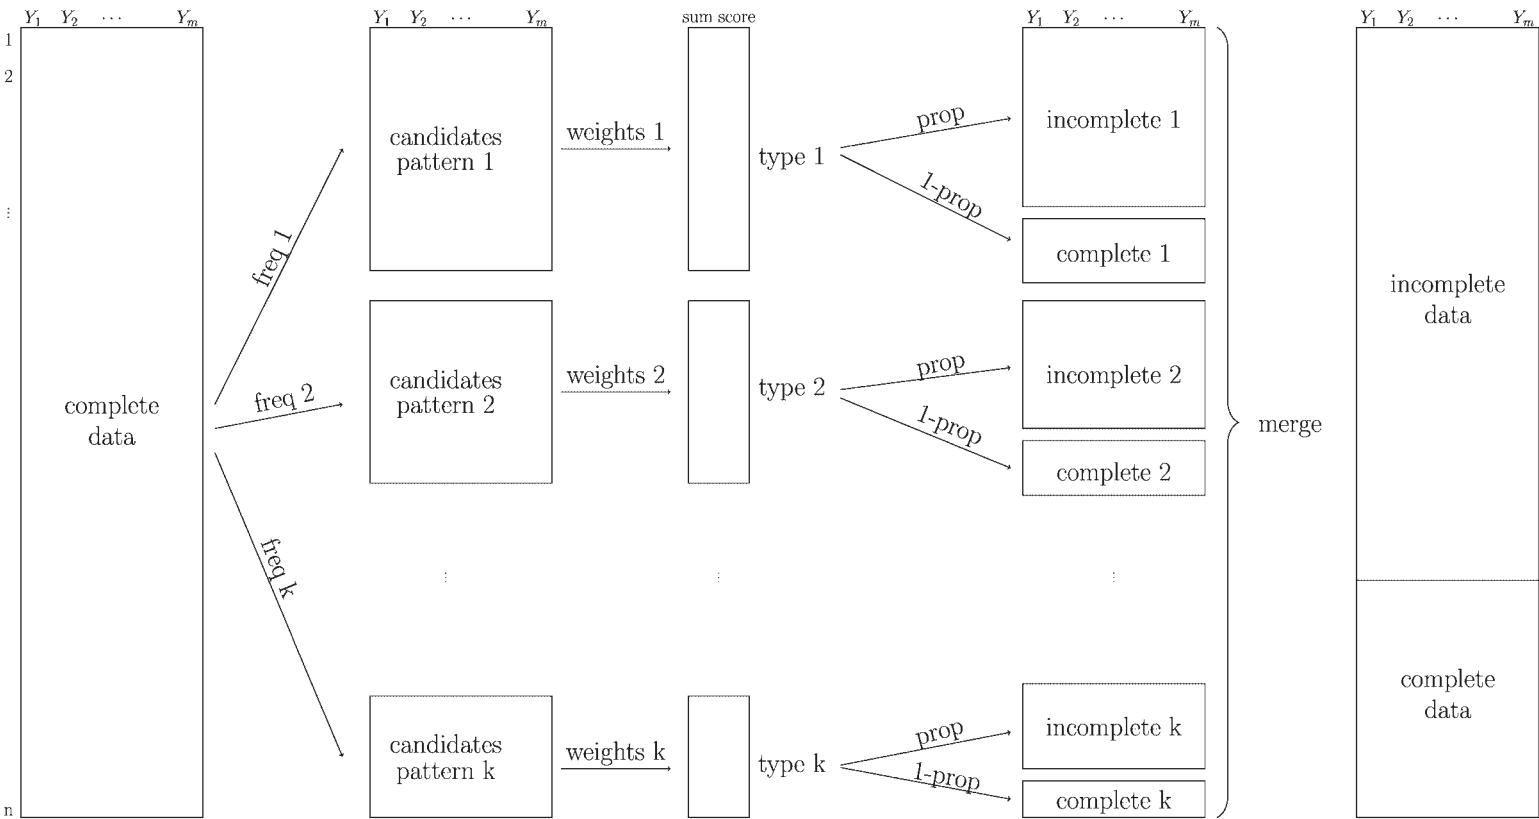 Y1 Y2 ... Ym
1
2
⋮
n
complete
data
freq 1
freq 2
freq k
Y1 Y2 ... Ym
candidates
pattern 1
candidates
pattern 2
⋮
candidates
pattern k
weights 1
weights 2
weights k
sum score
⋮
type 1
type 2
type k
prop
1-prop
prop
1-prop
prop
1-prop
Y1 Y2 ... Ym
incomplete 1
complete 1
incomplete 2
complete 2
⋮
incomplete k
complete k
merge
Y1 Y2 ... Ym
incomplete
data
complete
data